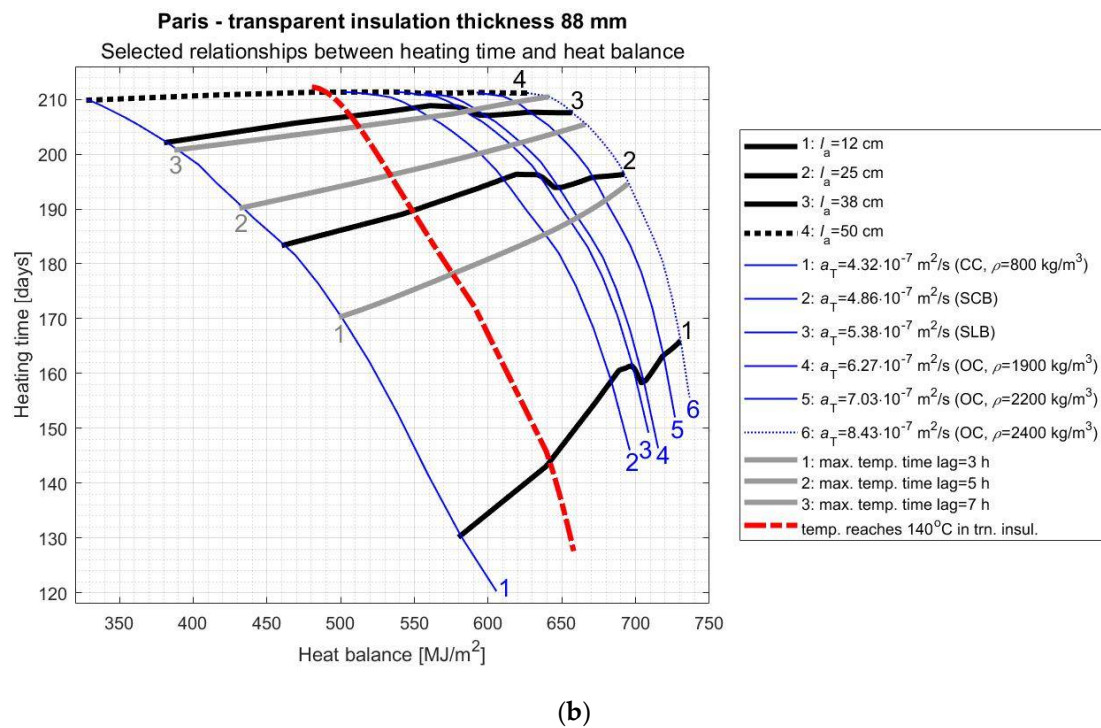 Paris - transparent insulation thickness 88 mm
Selected relationships between heating time and heat balance
Heating time [days]
210
200
190
180
170
160
150
140
130
120
4
3
2
1
3
2
1
1
2
3
4
5
6
350 400 450 500 550 600 650 700 750
Heat balance [MJ/m²]
1: lₐ=12 cm
2: lₐ=25 cm
3: lₐ=38 cm
4: lₐ=50 cm
1: a_T=4.32·10⁻⁷ m²/s (CC, ρ=800 kg/m³)
2: a_T=4.86·10⁻⁷ m²/s (SCB)
3: a_T=5.38·10⁻⁷ m²/s (SLB)
4: a_T=6.27·10⁻⁷ m²/s (OC, ρ=1900 kg/m³)
5: a_T=7.03·10⁻⁷ m²/s (OC, ρ=2200 kg/m³)
6: a_T=8.43·10⁻⁷ m²/s (OC, ρ=2400 kg/m³)
1: max. temp. time lag=3 h
2: max. temp. time lag=5 h
3: max. temp. time lag=7 h
temp. reaches 140°C in trn. insul.
(b)